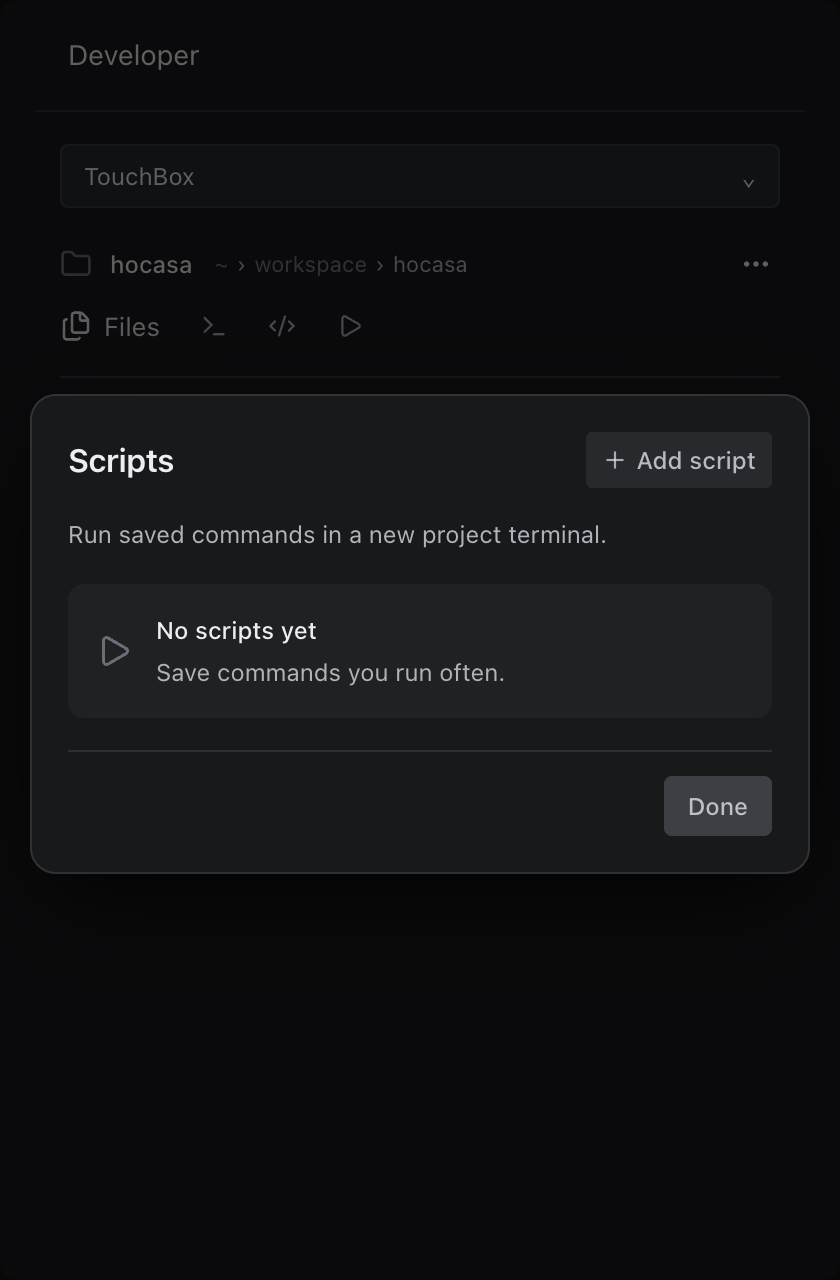 Developer
TouchBox
hocasa ~ › workspace › hocasa
Files
Scripts
Add script
Run saved commands in a new project terminal.
No scripts yet
Save commands you run often.
Done